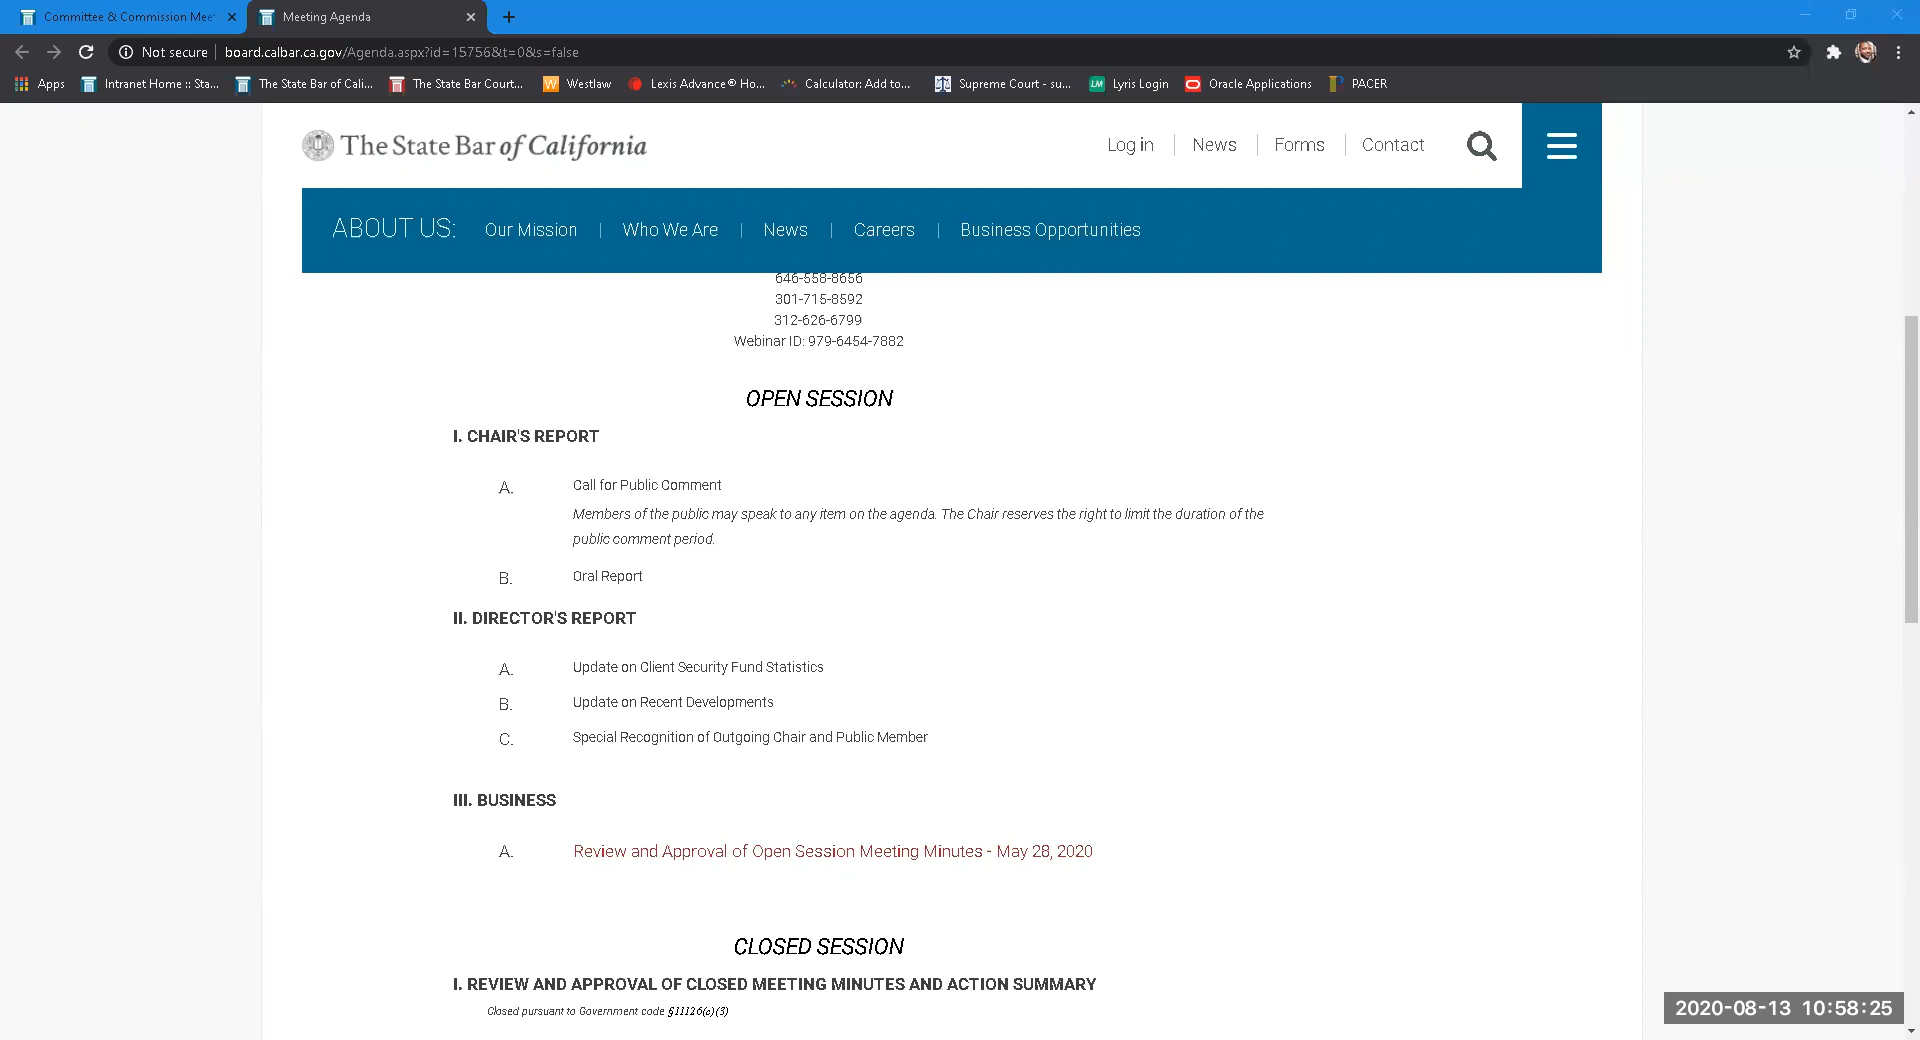 Committee & Commission Mee
Meeting Agenda
Not secure
board.calbar.ca.gov/Agenda.aspx?id=15756&t=0&s=false
Apps
Intranet Home :: Sta...
The State Bar of Cali...
The State Bar Court...
Westlaw
Lexis Advance® Ho...
Calculator: Add to...
Supreme Court - su...
LM
Lyris Login
Oracle Applications
PACER
The State Bar of California
Log in
News
Forms
Contact
ABOUT US:
Our Mission
Who We Are
News
Careers
Business Opportunities
646-558-8656
301-715-8592
312-626-6799
Webinar ID: 979-6454-7882
OPEN SESSION
I. CHAIR'S REPORT
A. Call for Public Comment
Members of the public may speak to any item on the agenda. The Chair reserves the right to limit the duration of the
public comment period.
B. Oral Report
II. DIRECTOR'S REPORT
A. Update on Client Security Fund Statistics
B. Update on Recent Developments
C. Special Recognition of Outgoing Chair and Public Member
III. BUSINESS
A. Review and Approval of Open Session Meeting Minutes - May 28, 2020
CLOSED SESSION
I. REVIEW AND APPROVAL OF CLOSED MEETING MINUTES AND ACTION SUMMARY
Closed pursuant to Government code §11126(c)(3)
2020-08-13 10:58:25